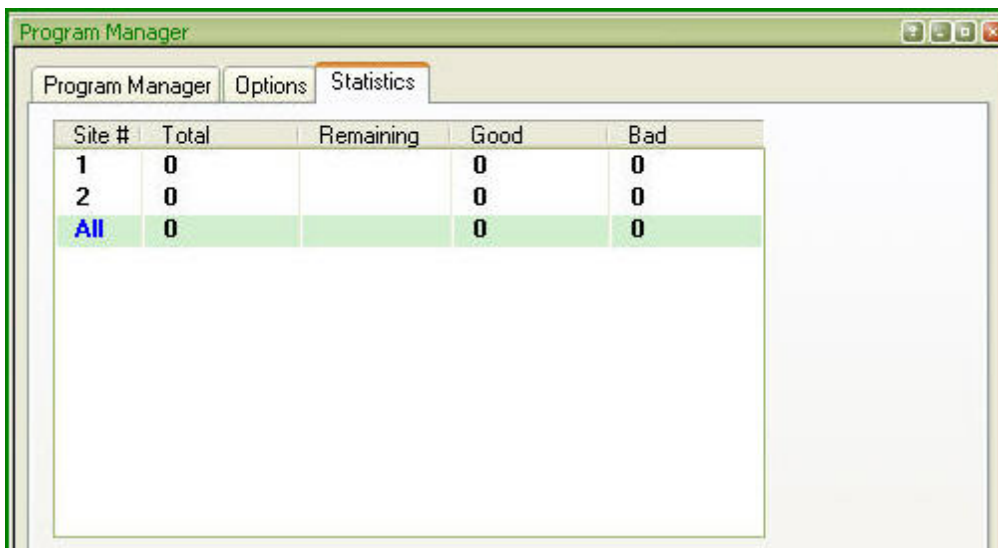 Program Manager
Program Manager Options Statistics
Site # Total Remaining Good Bad
1 0 0 0
2 0 0 0
All 0 0 0